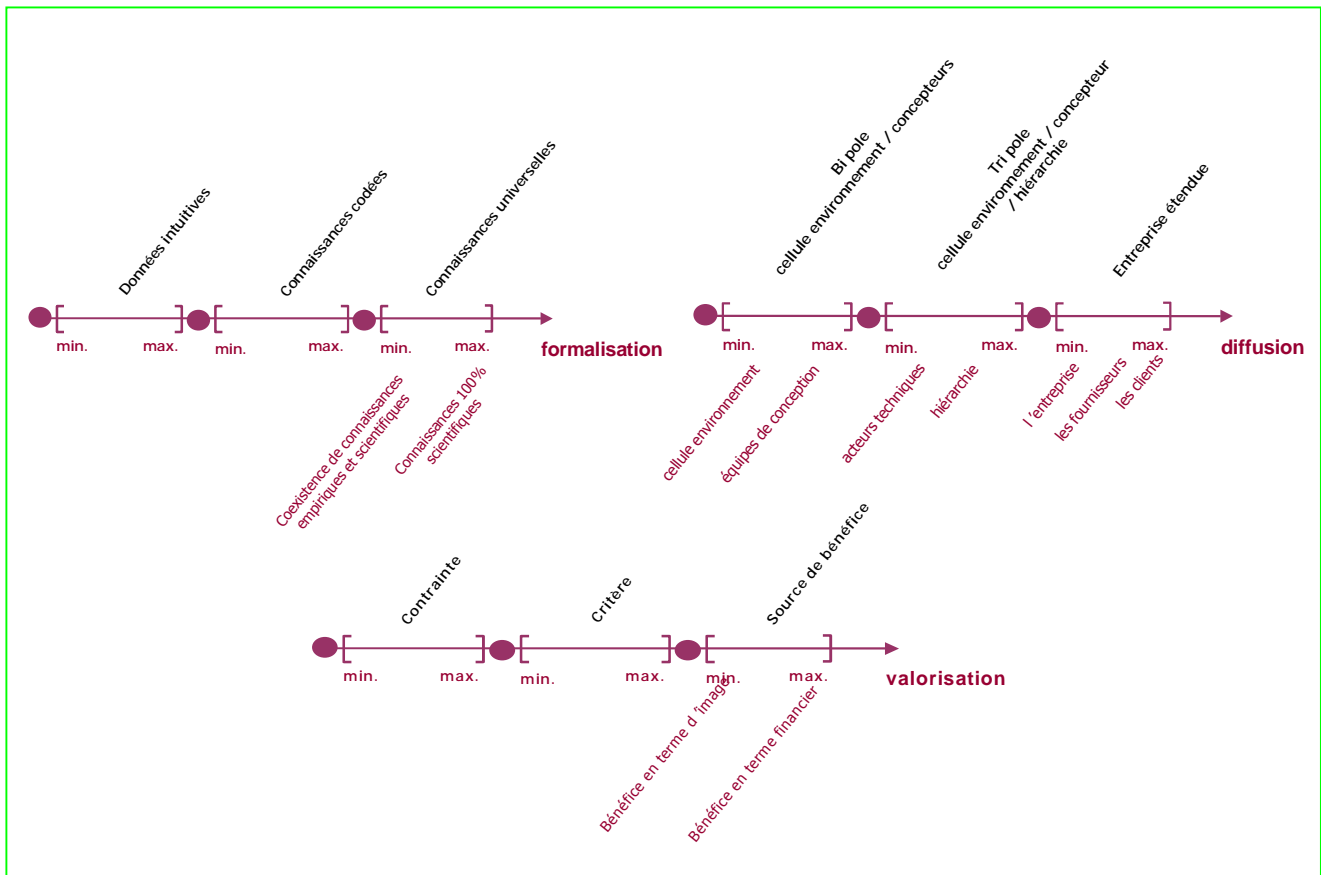 Données intuitives
Connaissances codées
Connaissances universelles
min.
max.
min.
max.
min.
max.
formalisation
Coexistence de connaissances
empiriques et scientifiques
Connaissances 100%
scientifiques
Bi pole
cellule environnement / concepteurs
Tri pole
cellule environnement / concepteur
/ hiérarchie
Entreprise étendue
min.
max.
min.
max.
min.
max.
diffusion
cellule environnement
équipes de conception
acteurs techniques
hiérarchie
l 'entreprise
les fournisseurs
les clients
Contrainte
Critère
Source de bénéfice
min.
max.
min.
max.
min.
max.
valorisation
Bénéfice en terme d 'image
Bénéfice en terme financier